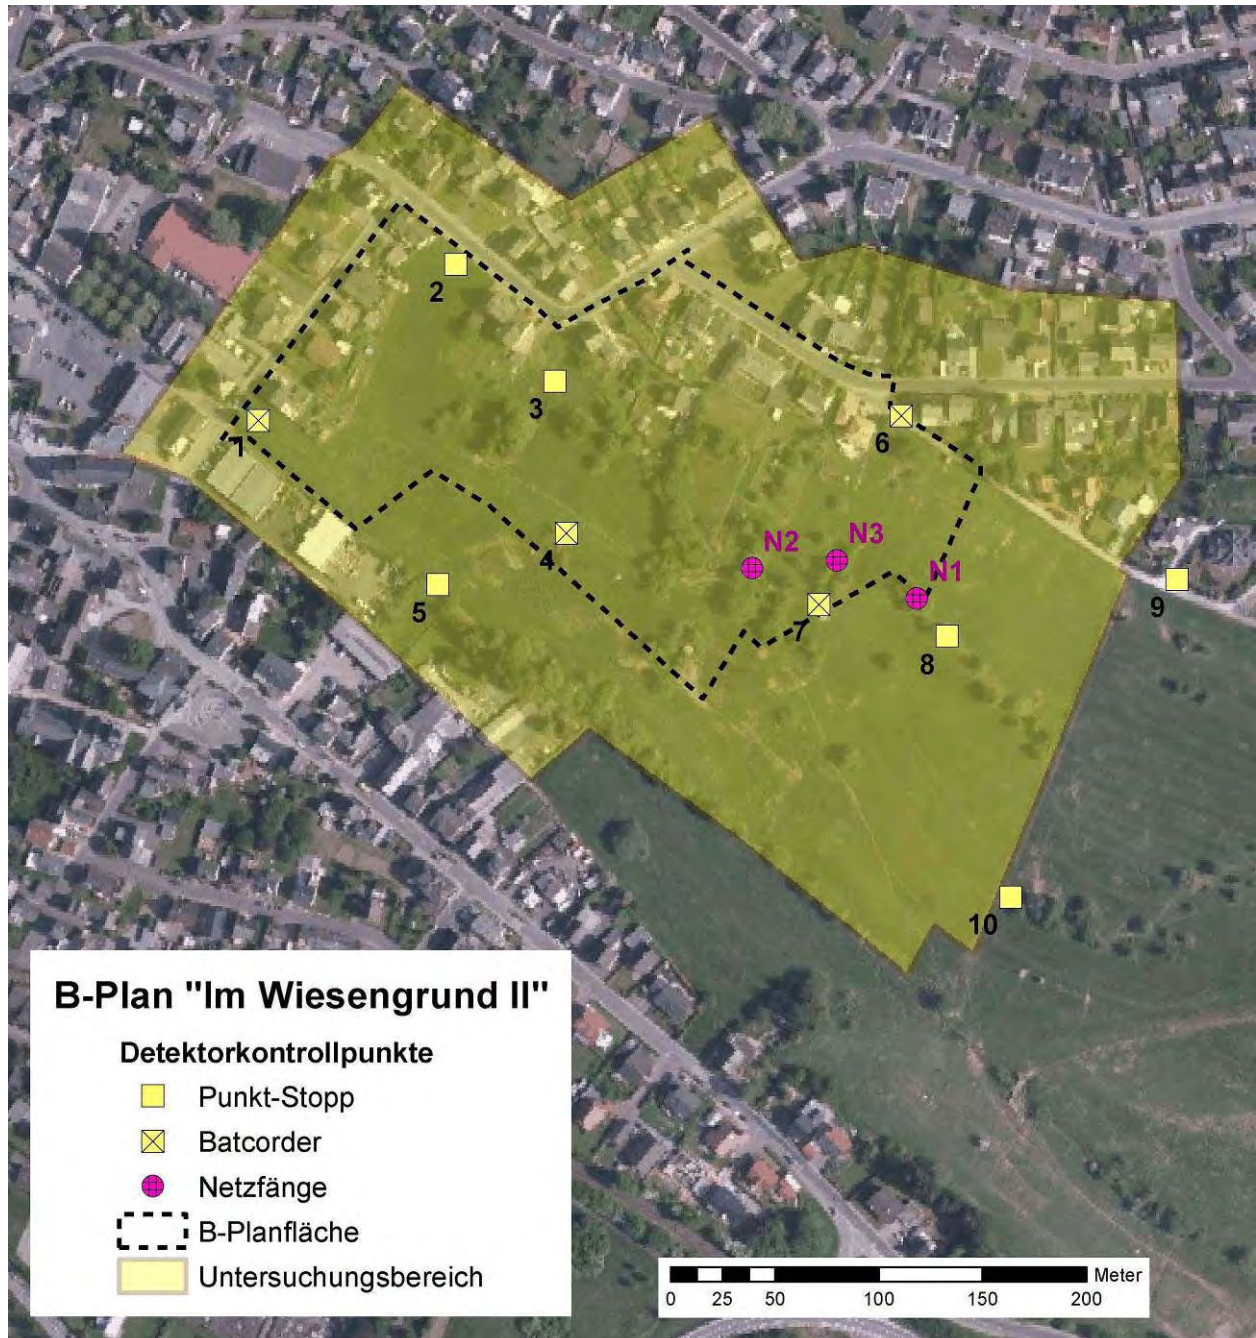 2
3
1
6
4
N2
N3
N1
5
7
8
9
10
B-Plan "Im Wiesengrund II"
Detektorkontrollpunkte
Punkt-Stopp
Batcorder
Netzfänge
B-Planfläche
Untersuchungsbereich
Meter
0 25 50 100 150 200